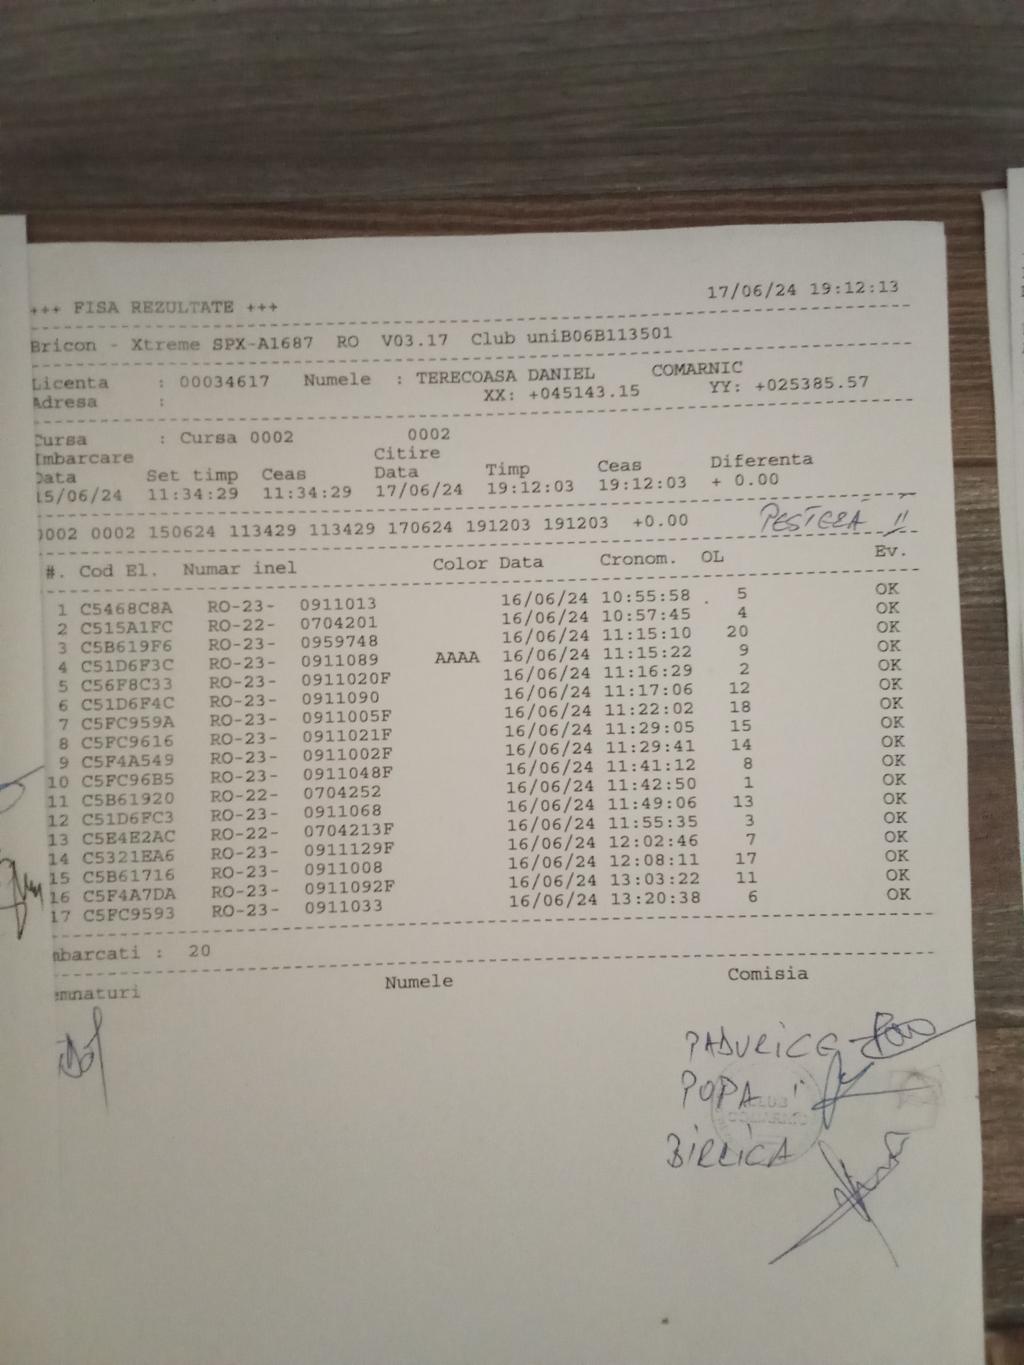 17/06/24 19:12:13
+++ FISA REZULTATE +++
Bricon - Xtreme SPX-A1687 RO V03.17 Club uniB06B113501
Licenta : 00034617 Numele : TERECOASA DANIEL COMARNIC
Adresa : XX: +045143.15 YY: +025385.57
Cursa : Cursa 0002 0002
Imbarcare Citire
Data Set timp Ceas Data Timp Ceas Diferenta
15/06/24 11:34:29 11:34:29 17/06/24 19:12:03 19:12:03 + 0.00
0002 0002 150624 113429 113429 170624 191203 191203 +0.00 PESTERA II
#. Cod El. Numar inel Color Data Cronom. OL Ev.
1 C5468C8A RO-23- 0911013 16/06/24 10:55:58 5 OK
2 C515A1FC RO-22- 0704201 16/06/24 10:57:45 4 OK
3 C5B619F6 RO-23- 0959748 16/06/24 11:15:10 20 OK
4 C51D6F3C RO-23- 0911089 AAAA 16/06/24 11:15:22 9 OK
5 C56F8C33 RO-23- 0911020F 16/06/24 11:16:29 2 OK
6 C51D6F4C RO-23- 0911090 16/06/24 11:17:06 12 OK
7 C5FC959A RO-23- 0911005F 16/06/24 11:22:02 18 OK
8 C5FC9616 RO-23- 0911021F 16/06/24 11:29:05 15 OK
9 C5F4A549 RO-23- 0911002F 16/06/24 11:29:41 14 OK
10 C5FC96B5 RO-23- 0911048F 16/06/24 11:41:12 8 OK
11 C5B61920 RO-22- 0704252 16/06/24 11:42:50 1 OK
12 C51D6FC3 RO-23- 0911068 16/06/24 11:49:06 13 OK
13 C5E4E2AC RO-22- 0704213F 16/06/24 11:55:35 3 OK
14 C5321EA6 RO-23- 0911129F 16/06/24 12:02:46 7 OK
15 C5B61716 RO-23- 0911008 16/06/24 12:08:11 17 OK
16 C5F4A7DA RO-23- 0911092F 16/06/24 13:03:22 11 OK
17 C5FC9593 RO-23- 0911033 16/06/24 13:20:38 6 OK
mbarcati : 20
emnaturi Numele Comisia
PADURICE
POPA
CLUB
COMARNIC
BIRLICA